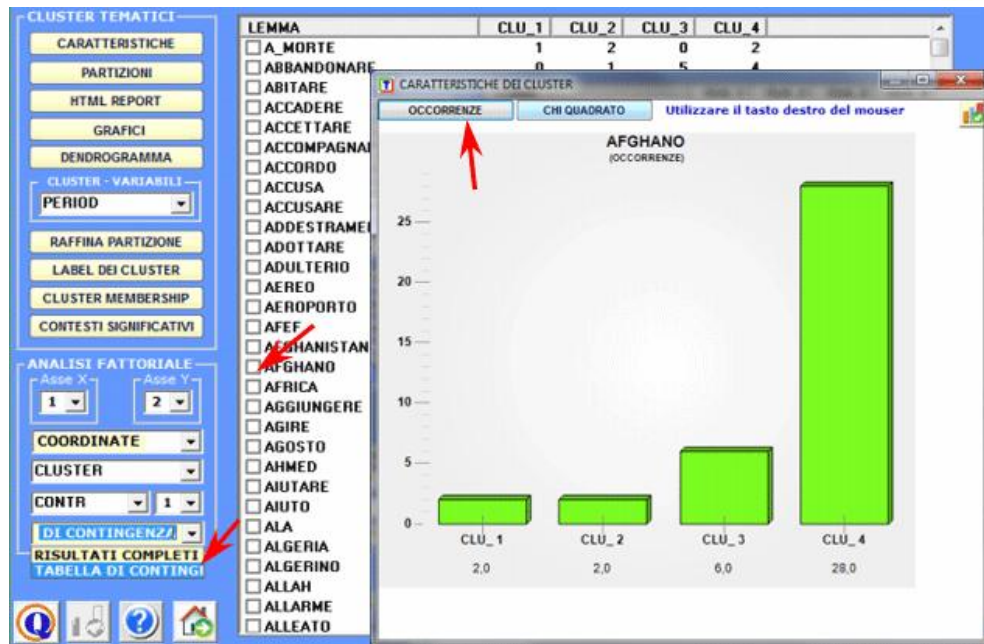 CLUSTER TEMATICI
CARATTERISTICHE
PARTIZIONI
HTML REPORT
GRAFICI
DENDROGRAMMA
CLUSTER - VARIABILI
PERIOD
RAFFINA PARTIZIONE
LABEL DEI CLUSTER
CLUSTER MEMBERSHIP
CONTESTI SIGNIFICATIVI
ANALISI FATTORIALE
Asse X Asse Y
1 2
COORDINATE
CLUSTER
CONTR 1
DI CONTINGENZA
RISULTATI COMPLETI
TABELLA DI CONTINGI
LEMMA CLU_1 CLU_2 CLU_3 CLU_4
A_MORTE 1 2 0 2
ABBANDONARE 0 1 5 4
ABITARE
ACCADERE
ACCETTARE
ACCOMPAGNA
ACCORDO
ACCUSA
ACCUSARE
ADDESTRAME
ADOTTARE
ADULTERIO
AEREO
AEROPORTO
AFEF
AFGHANISTAN
AFGHANO
AFRICA
AGGIUNGERE
AGIRE
AGOSTO
AHMED
AIUTARE
AIUTO
ALA
ALGERIA
ALGERINO
ALLAH
ALLARME
ALLEATO
CARATTERISTICHE DEI CLUSTER
OCCORRENZE CHI QUADRATO Utilizzare il tasto destro del mouser
AFGHANO
(OCCORRENZE)
25
20
15
10
5
0
CLU_1 CLU_2 CLU_3 CLU_4
2,0 2,0 6,0 28,0